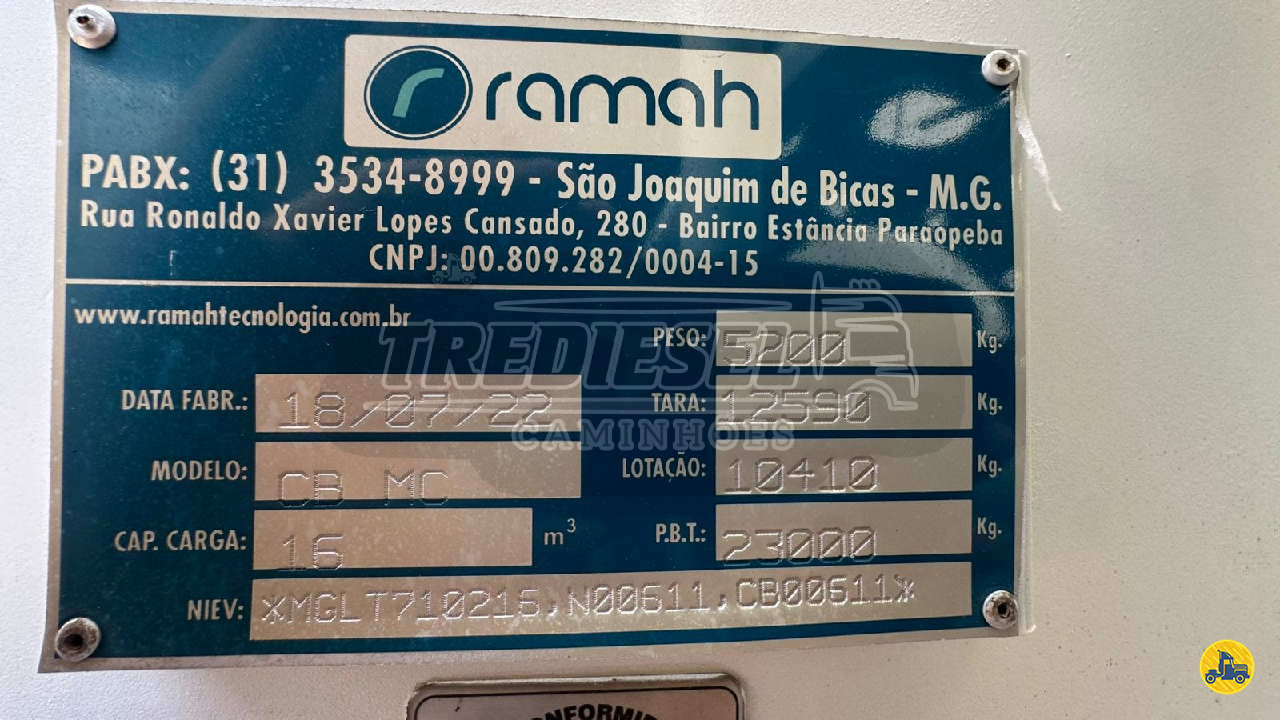 ramah
PABX: (31) 3534-8999 - São Joaquim de Bicas - M.G.
Rua Ronaldo Xavier Lopes Cansado, 280 - Bairro Estância Paraopeba
CNPJ: 00.809.282/0004-15
www.ramahtecnologia.com.br
PESO: 5200 Kg.
TREDIESEL
CAMINHÕES
DATA FABR.: 18/07/22
TARA: 12590 Kg.
MODELO: CB MC
LOTAÇÃO: 10410 Kg.
CAP. CARGA: 16 m³
P.B.T.: 23000 Kg.
NIEV: *MGLT710216,N00611,CB00611*